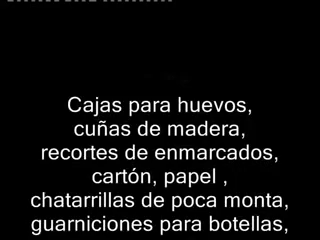 Cajas para huevos,
cuñas de madera,
recortes de enmarcados,
cartón, papel ,
chatarrillas de poca monta,
guarniciones para botellas,